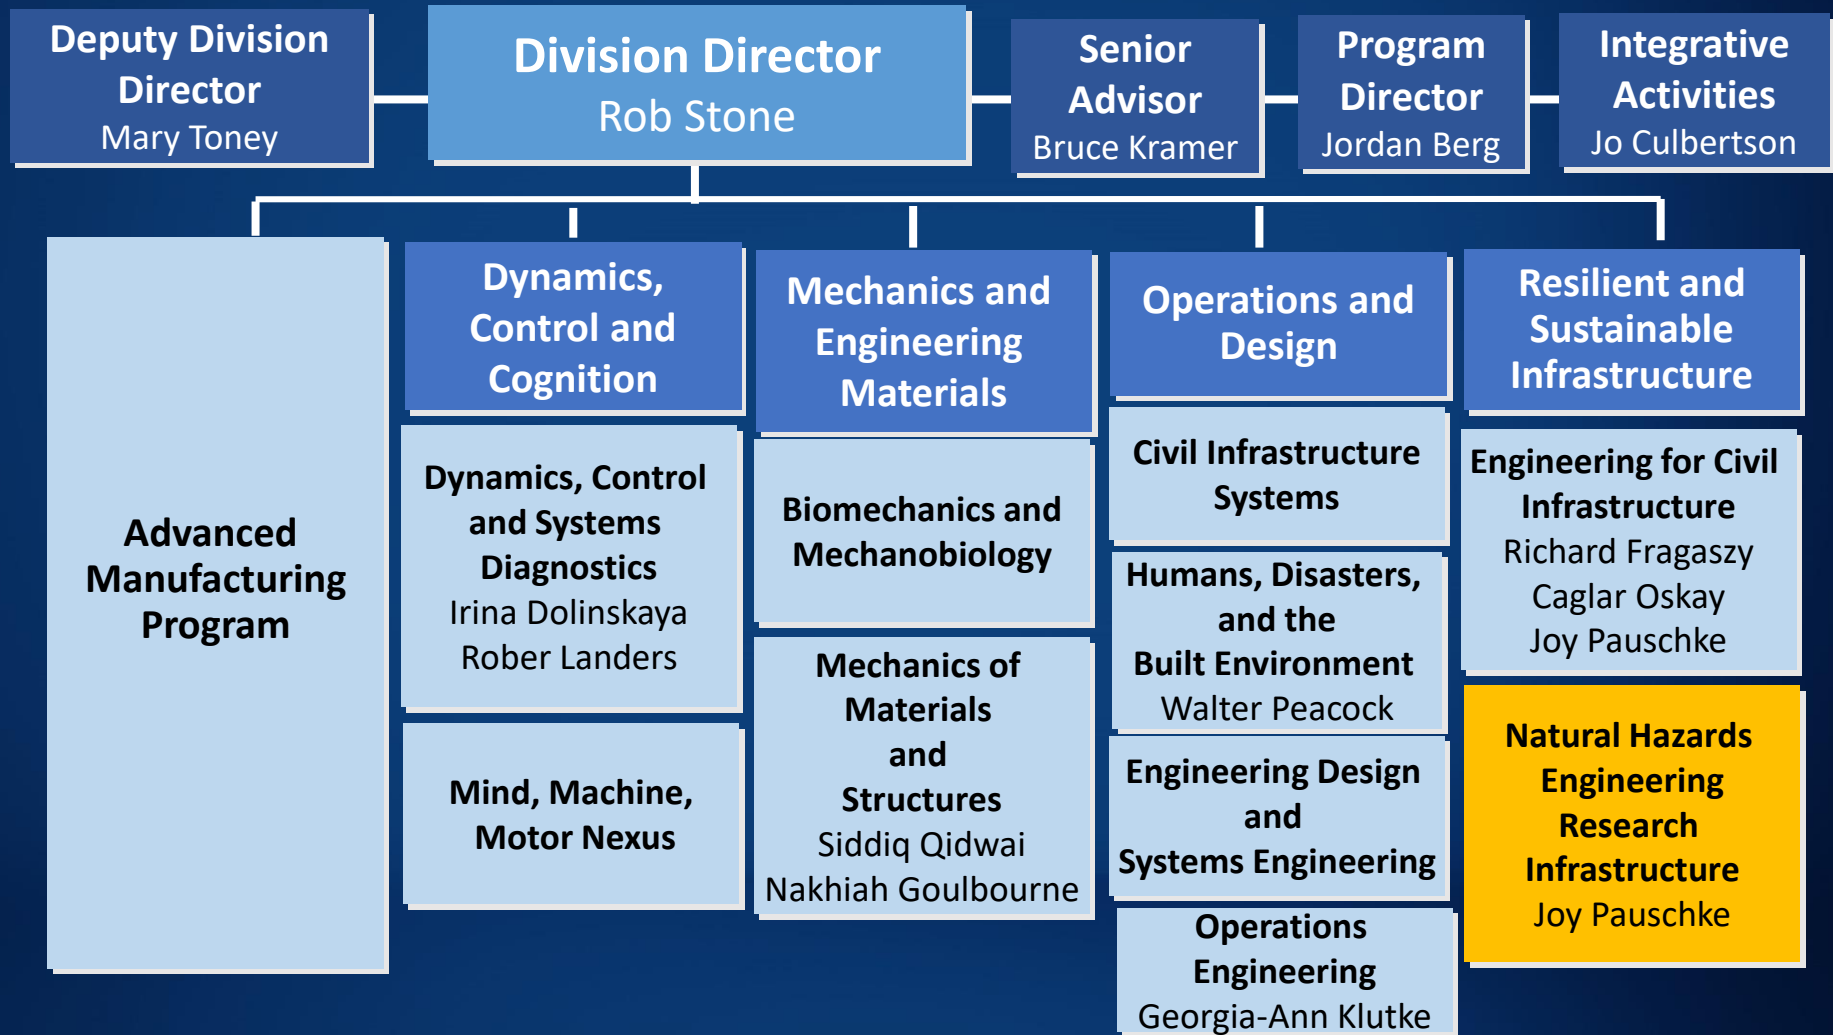 Deputy Division
Director
Mary Toney
Division Director
Rob Stone
Senior
Advisor
Bruce Kramer
Program
Director
Jordan Berg
Integrative
Activities
Jo Culbertson
Advanced
Manufacturing
Program
Dynamics,
Control and
Cognition
Dynamics, Control
and Systems
Diagnostics
Irina Dolinskaya
Rober Landers
Mind, Machine,
Motor Nexus
Mechanics and
Engineering
Materials
Biomechanics and
Mechanobiology
Mechanics of
Materials
and
Structures
Siddiq Qidwai
Nakhiah Goulbourne
Operations and
Design
Civil Infrastructure
Systems
Humans, Disasters,
and the
Built Environment
Walter Peacock
Engineering Design
and
Systems Engineering
Operations
Engineering
Georgia-Ann Klutke
Resilient and
Sustainable
Infrastructure
Engineering for Civil
Infrastructure
Richard Fragaszy
Caglar Oskay
Joy Pauschke
Natural Hazards
Engineering
Research
Infrastructure
Joy Pauschke